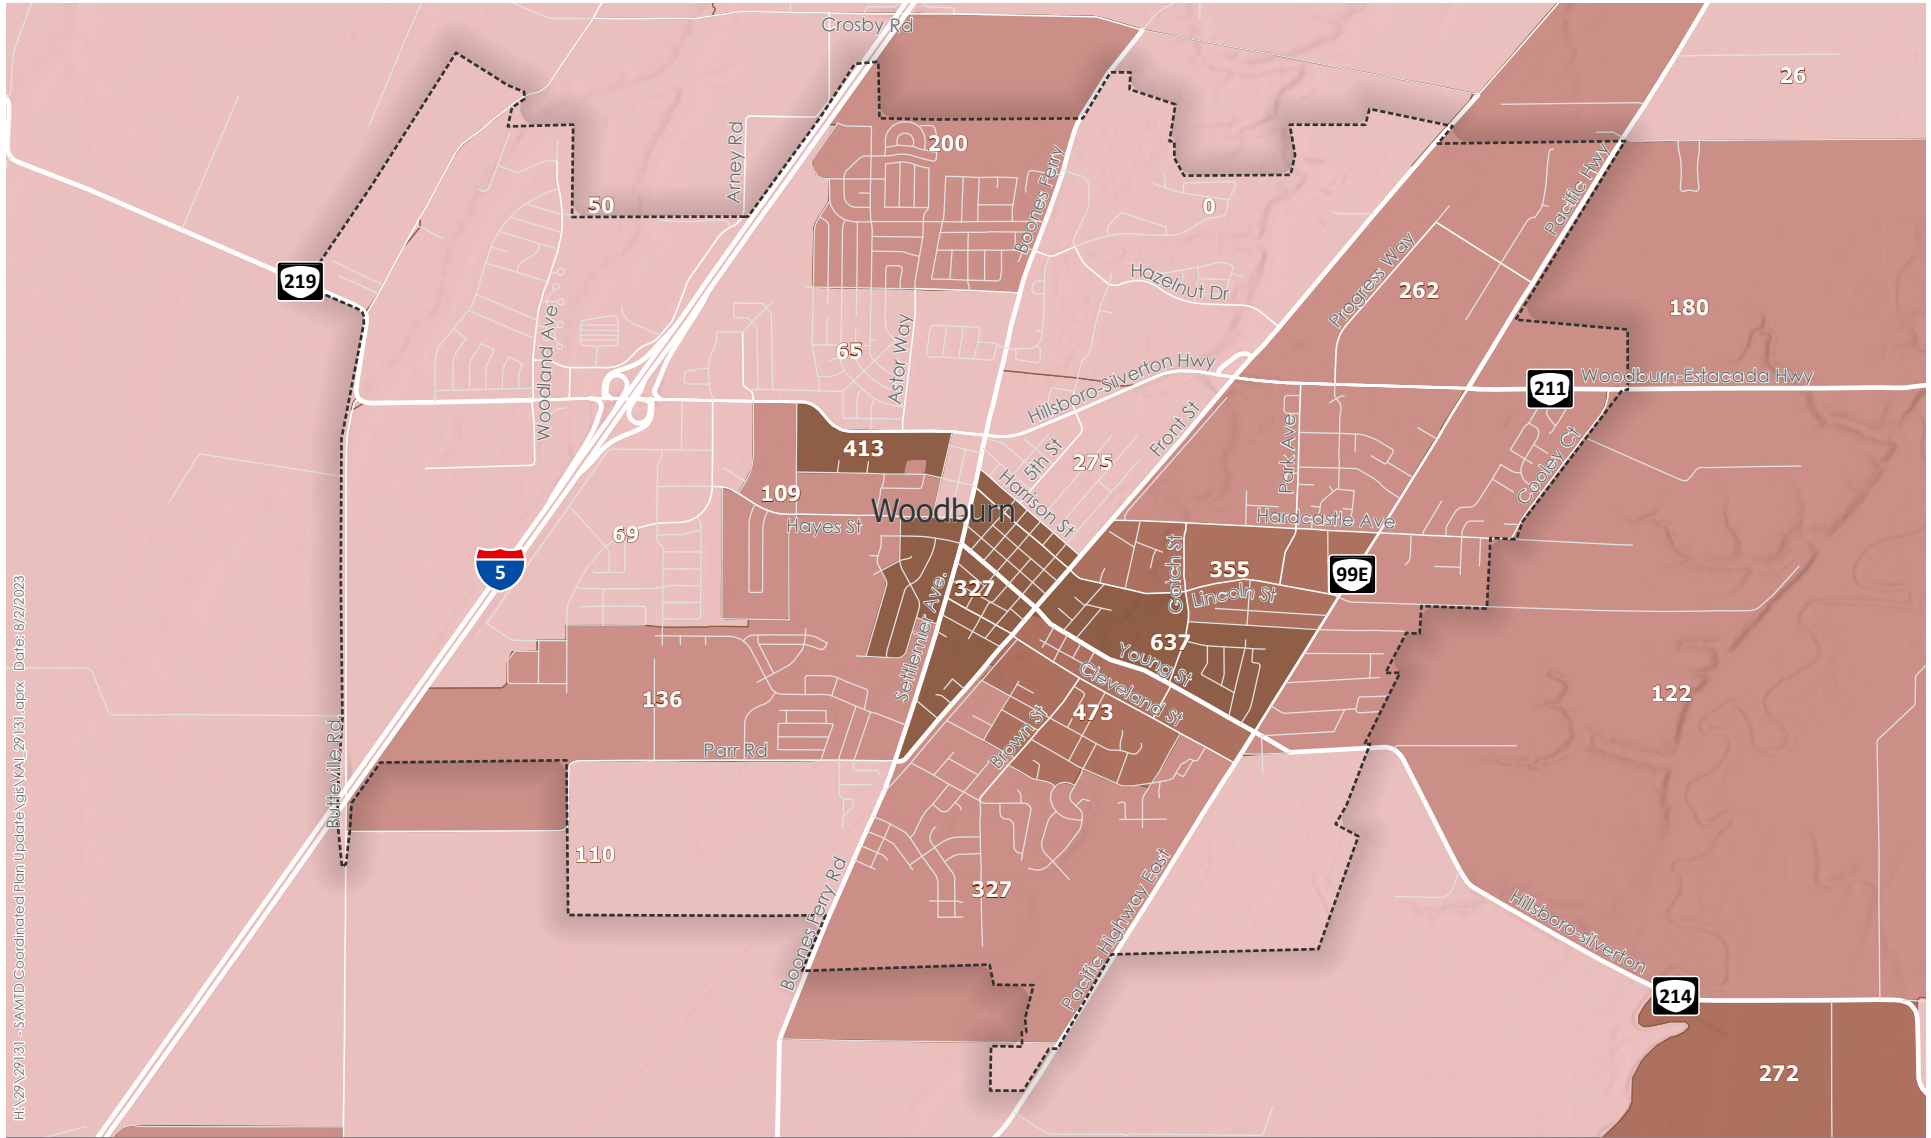 Crosby Rd
26
200
Arney Rd
Boones Ferry
Pacific Hwy
50
0
219
Hazelnut Dr
Progress Way
262
180
Woodland Ave
65
Astor Way
Hillsboro-Silverton Hwy
211
Woodburn-Estacada Hwy
413
5th St
275
Front St
Park Ave
Cooley Ct
109
Harrison St
Woodburn
Hayes St
Hardcastle Ave
69
5
Gatch St
355
99E
327
Lincoln St
Settlemier Ave.
637
Young St
136
Cleveland St
473
122
Brown St
Parr Rd
Butteville Rd
110
327
Boones Ferry Rd
Pacific Highway East
Hillsboro-silverton
214
272
H:\29\29131 - SAMTD Coordinated Plan Update\gis\KAI_29131.aprx Date: 8/2/2023